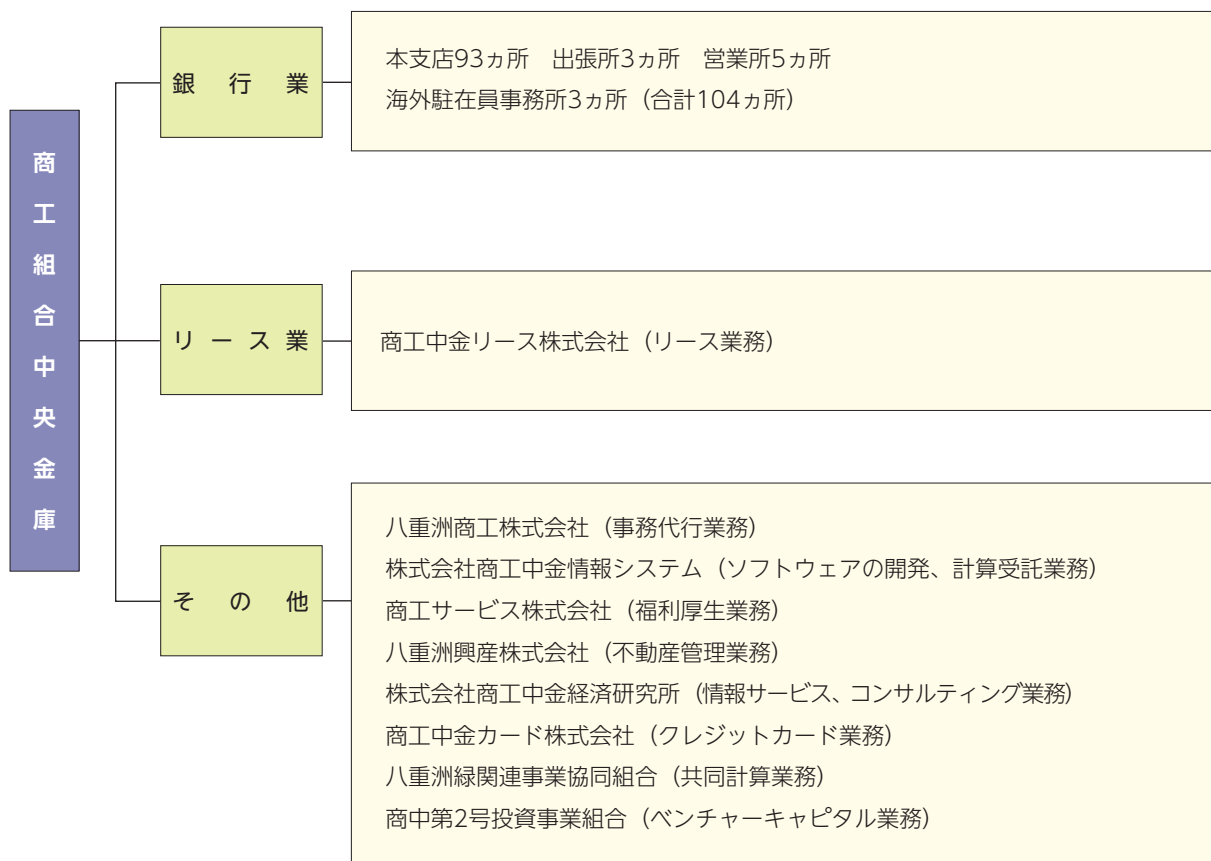 商工組合中央金庫
銀行業
本支店93ヵ所　出張所3ヵ所　営業所5ヵ所
海外駐在員事務所3ヵ所（合計104ヵ所）
リース業
商工中金リース株式会社（リース業務）
その他
八重洲商工株式会社（事務代行業務）
株式会社商工中金情報システム（ソフトウェアの開発、計算受託業務）
商工サービス株式会社（福利厚生業務）
八重洲興産株式会社（不動産管理業務）
株式会社商工中金経済研究所（情報サービス、コンサルティング業務）
商工中金カード株式会社（クレジットカード業務）
八重洲緑関連事業協同組合（共同計算業務）
商中第2号投資事業組合（ベンチャーキャピタル業務）